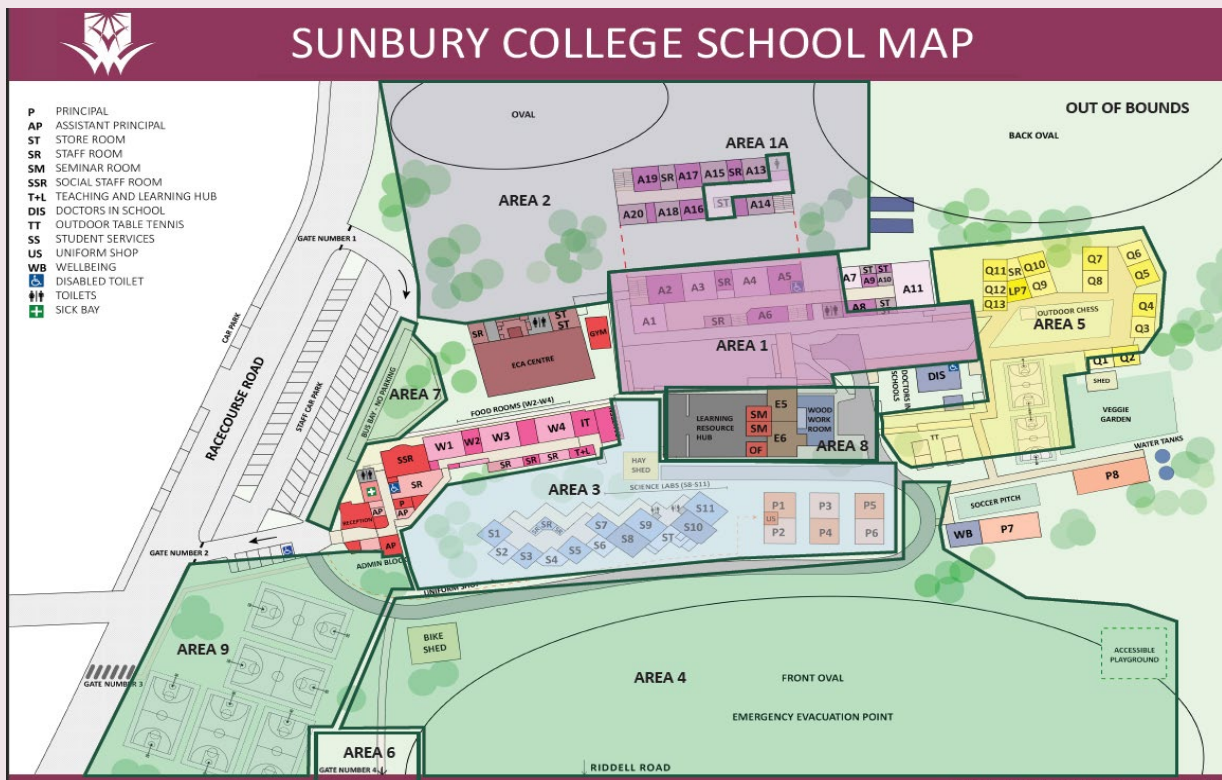 SUNBURY COLLEGE SCHOOL MAP
P PRINCIPAL
AP ASSISTANT PRINCIPAL
ST STORE ROOM
SR STAFF ROOM
SM SEMINAR ROOM
SSR SOCIAL STAFF ROOM
T+L TEACHING AND LEARNING HUB
DIS DOCTORS IN SCHOOL
TT OUTDOOR TABLE TENNIS
SS STUDENT SERVICES
US UNIFORM SHOP
WB WELLBEING
DISABLED TOILET
TOILETS
SICK BAY
OVAL
OUT OF BOUNDS
BACK OVAL
AREA 1A
A19 SR A17 A15 SR A13
A20 A18 A16 ST A14
AREA 2
GATE NUMBER 1
CAR PARK
RACECOURSE ROAD
STAFF CAR PARK
BUS BAY - NO PARKING
AREA 7
A2 A3 SR A4 A5
A1 SR A6
AREA 1
A7 ST ST
A9 A10
A11
A8 ST
SR ST
ST
ECA CENTRE
GYM
Q11 SR Q10
Q12 LP7 Q9
Q13
Q7
Q8
Q6
Q5
Q4
Q3
OUTDOOR CHESS
AREA 5
Q1 Q2
SHED
VEGGIE
GARDEN
WATER TANKS
DOCTORS IN
SCHOOLS
DIS
TT
FOOD ROOMS (W2-W4)
W1 W2 W3 W4 IT
SSR
SR SR SR T+L
SR
P
AP
AP
RECEPTION
AP
ADMIN BLOCK
LEARNING
RESOURCE
HUB
SM
SM
OF
E5
E6
WOOD
WORK
ROOM
AREA 8
HAY
SHED
AREA 3
SCIENCE LABS (S8-S11)
S1 S2 S3 S4 S5 S6 S7 S8 S9 S10 S11
SR
ST
P1 P3 P5
US
P2 P4 P6
SOCCER PITCH
P8
WB P7
GATE NUMBER 2
UNIFORM SHOP
BIKE
SHED
AREA 9
GATE NUMBER 3
AREA 4
FRONT OVAL
EMERGENCY EVACUATION POINT
ACCESSIBLE
PLAYGROUND
AREA 6
GATE NUMBER 4
RIDDELL ROAD